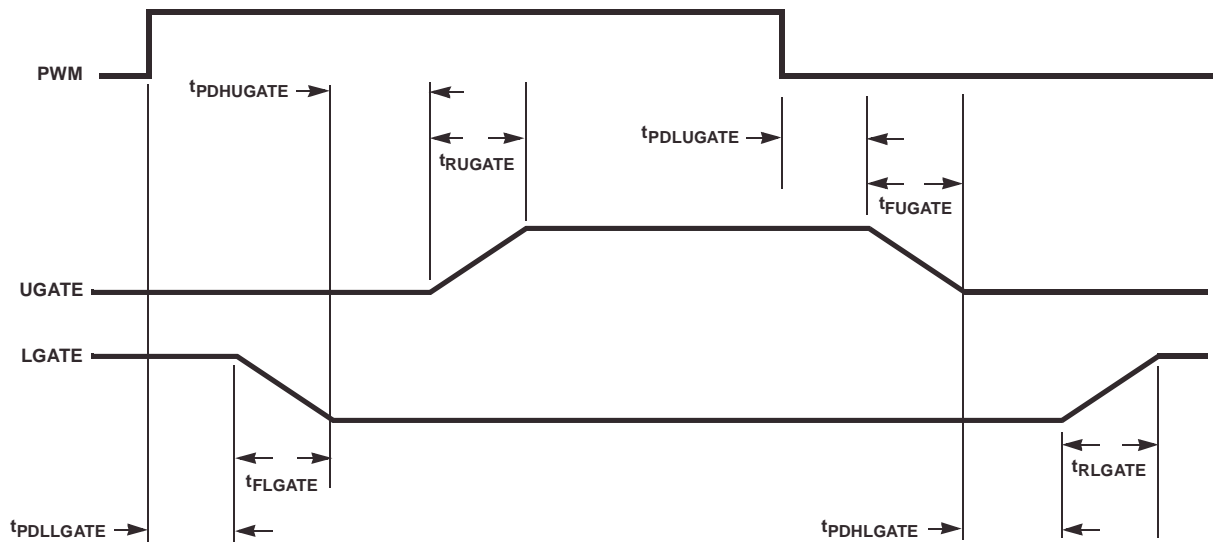 PWM
tPDHUGATE
tRUGATE
tPDLUGATE
tFUGATE
UGATE
LGATE
tFLGATE
tRLGATE
tPDLLGATE
tPDHLGATE